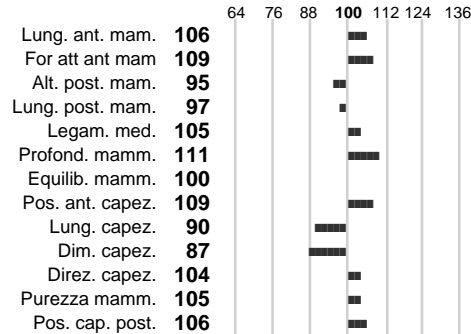 64 76 88 100 112 124 136
Lung. ant. mam. 106
For att ant mam 109
Alt. post. mam. 95
Lung. post. mam. 97
Legam. med. 105
Profond. mamm. 111
Equilib. mamm. 100
Pos. ant. capez. 109
Lung. capez. 90
Dim. capez. 87
Direz. capez. 104
Purezza mamm. 105
Pos. cap. post. 106